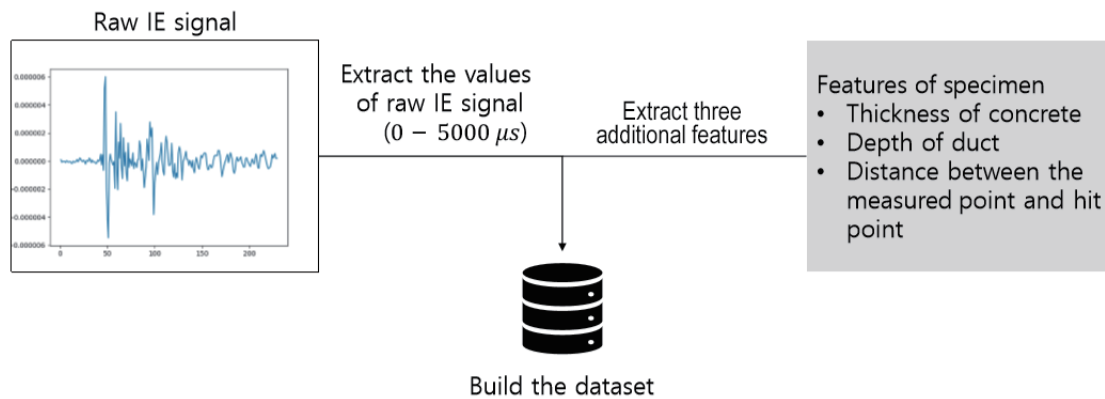 Raw IE signal
0.000006
0.000004
0.000002
0.000000
-0.000002
-0.000004
-0.000006
0 50 100 150 200
Extract the values
of raw IE signal
(0 − 5000 μs)
Extract three
additional features
Features of specimen
• Thickness of concrete
• Depth of duct
• Distance between the
measured point and hit
point
Build the dataset